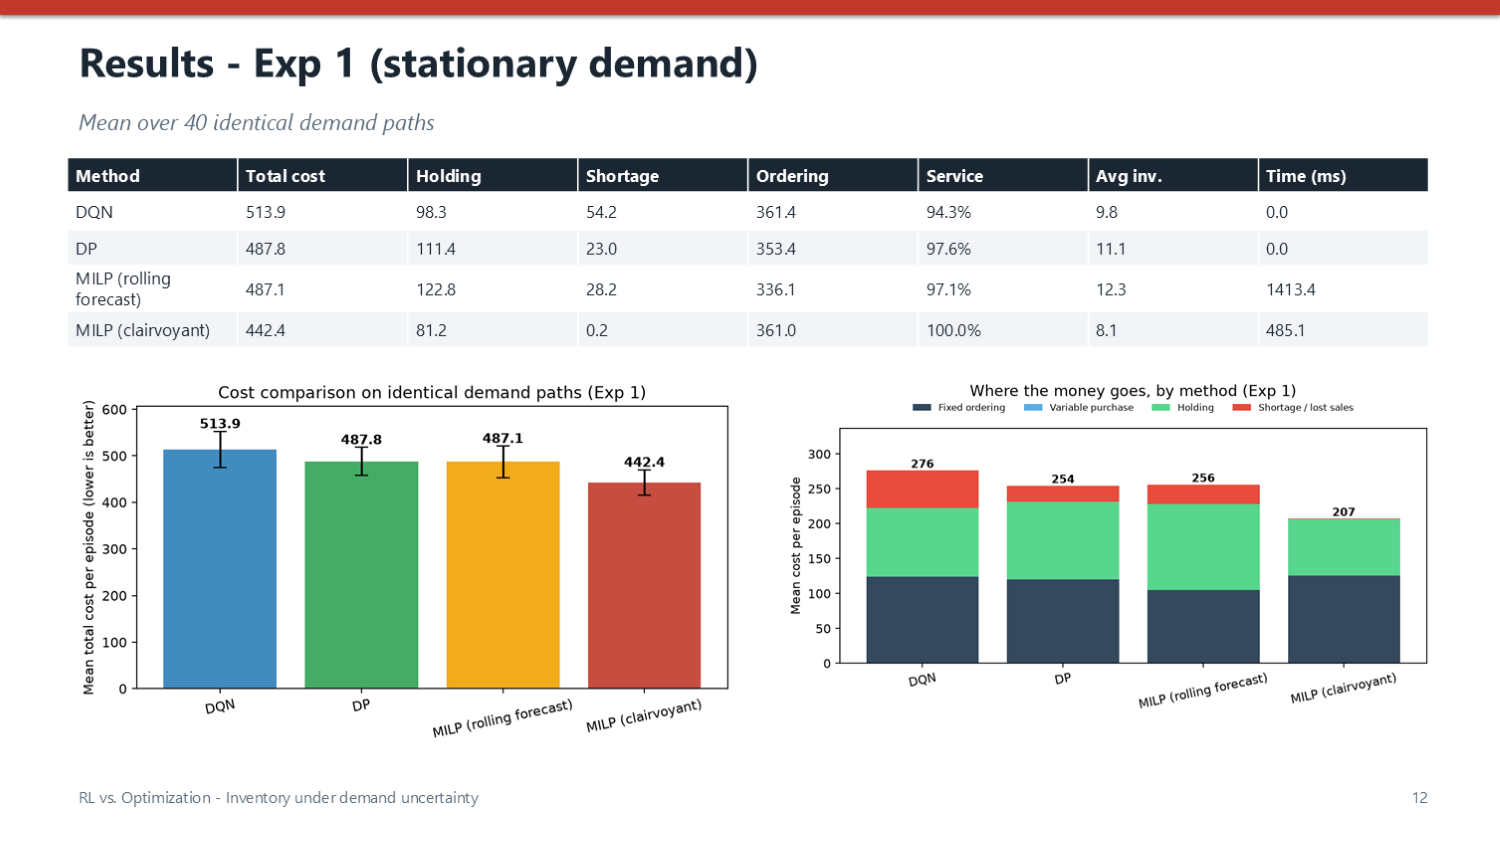 Results - Exp 1 (stationary demand)
Mean over 40 identical demand paths
Method Total cost Holding Shortage Ordering Service Avg inv. Time (ms)
DQN 513.9 98.3 54.2 361.4 94.3% 9.8 0.0
DP 487.8 111.4 23.0 353.4 97.6% 11.1 0.0
MILP (rolling
forecast) 487.1 122.8 28.2 336.1 97.1% 12.3 1413.4
MILP (clairvoyant) 442.4 81.2 0.2 361.0 100.0% 8.1 485.1
Cost comparison on identical demand paths (Exp 1)
Mean total cost per episode (lower is better)
600
500
400
300
200
100
0
513.9
487.8
487.1
442.4
DQN
DP
MILP (rolling forecast)
MILP (clairvoyant)
Where the money goes, by method (Exp 1)
Fixed ordering Variable purchase Holding Shortage / lost sales
Mean cost per episode
300
250
200
150
100
50
0
276
254
256
207
DQN
DP
MILP (rolling forecast)
MILP (clairvoyant)
RL vs. Optimization - Inventory under demand uncertainty
12